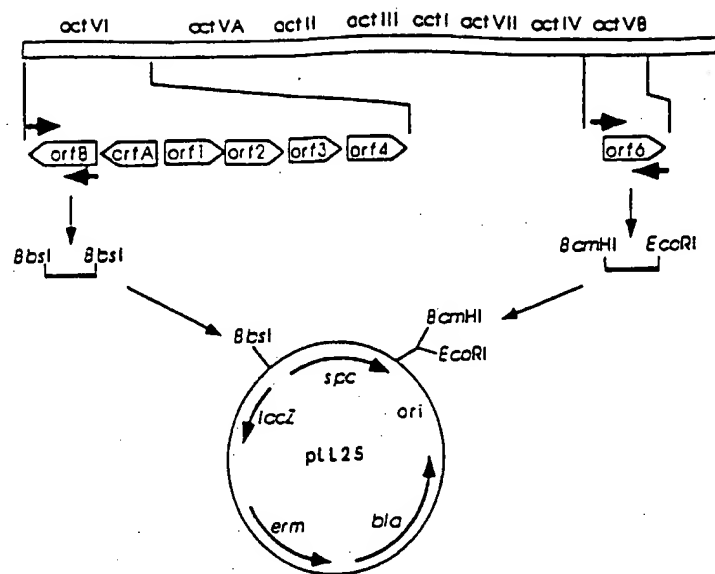 actVI actVA actII actIII actI actVII actIV actVB
orfB orfA orf1 orf2 orf3 orf4 orf6
BbsI BbsI BamHI EcoRI
BbsI BamHI
EcoRI
spc
lacZ ori
pLL25
erm bla